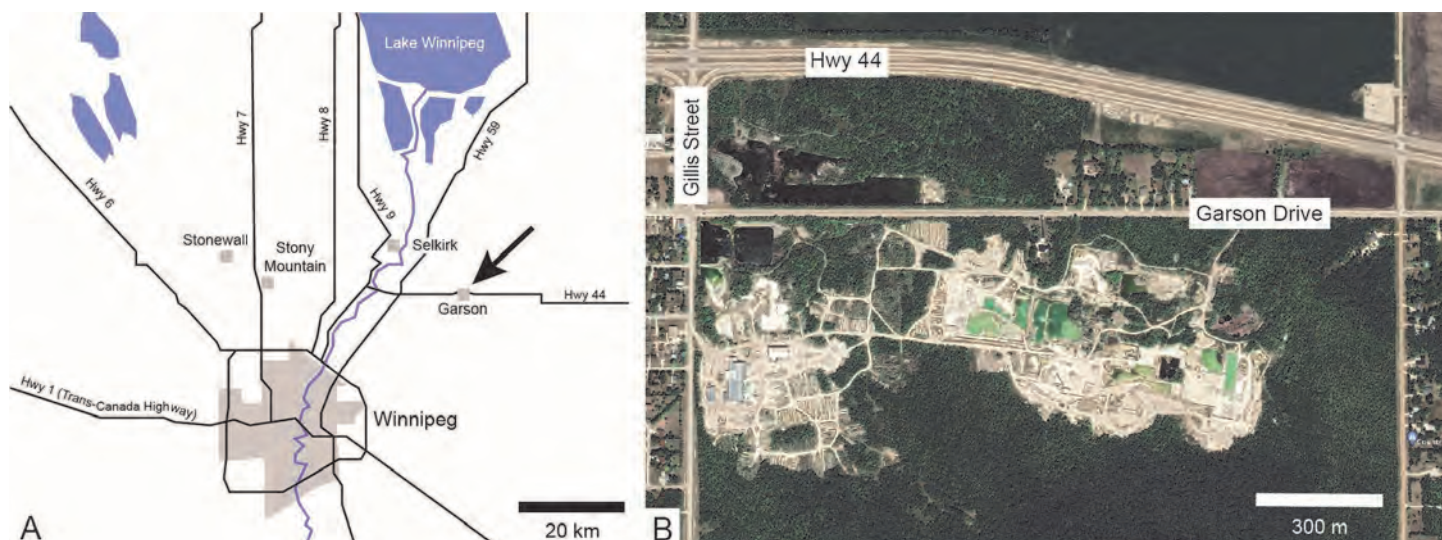 Lake Winnipeg
Hwy 7
Hwy 8
Hwy 59
Hwy 6
Hwy 9
Stonewall
Stony
Mountain
Selkirk
Garson
Hwy 44
Hwy 1 (Trans-Canada Highway)
Winnipeg
A
20 km
Hwy 44
Gillis Street
Garson Drive
B
300 m